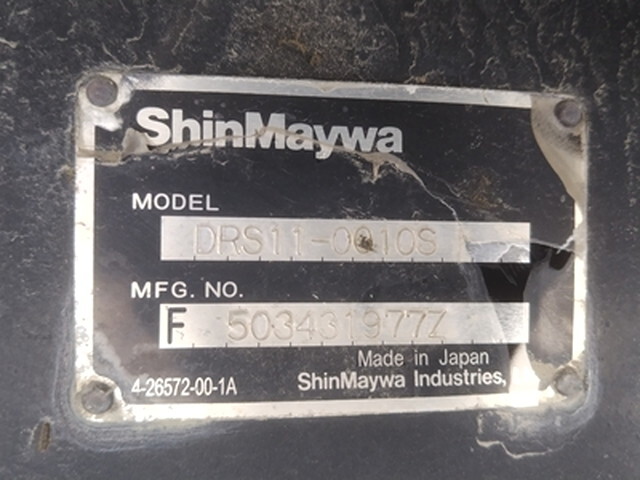 ShinMaywa
MODEL
DRS11-0010S
MFG. NO.
F 503431977Z
Made in Japan
4-26572-00-1A ShinMaywa Industries,